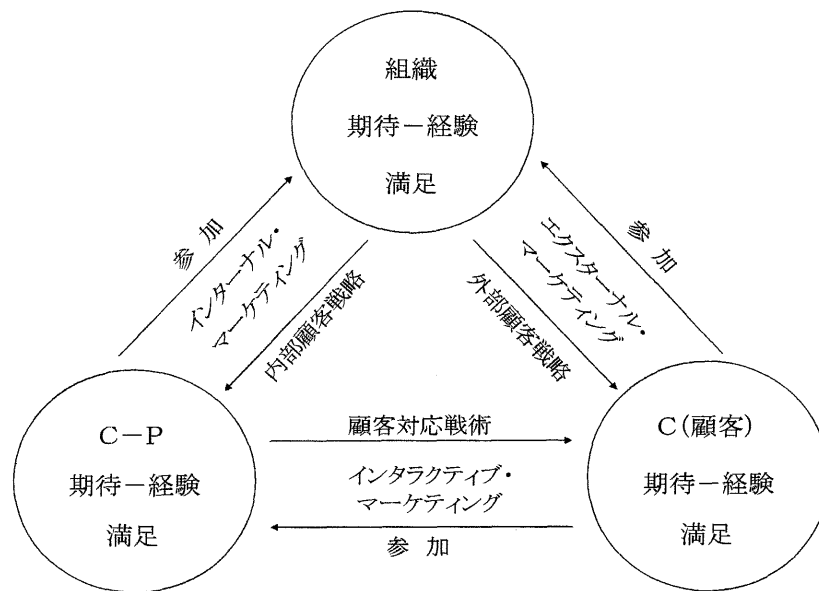 組織
期待－経験
満足
参 加
インターナル・
マーケティング
内部顧客戦略
参 加
エクスターナル・
マーケティング
外部顧客戦略
C－P
期待－経験
満足
顧客対応戦術
インタラクティブ・
マーケティング
参 加
C(顧客)
期待－経験
満足